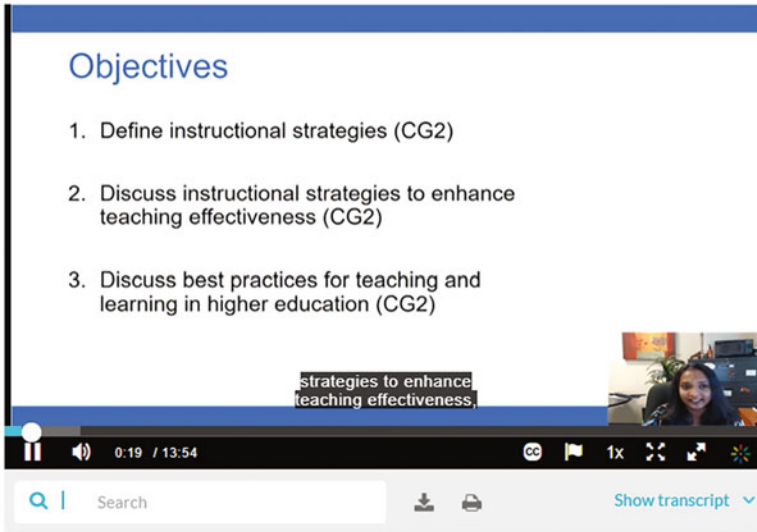 Objectives
1. Define instructional strategies (CG2)
2. Discuss instructional strategies to enhance
teaching effectiveness (CG2)
3. Discuss best practices for teaching and
learning in higher education (CG2)
strategies to enhance
teaching effectiveness,
0:19 / 13:54 CC 1x
Search Show transcript